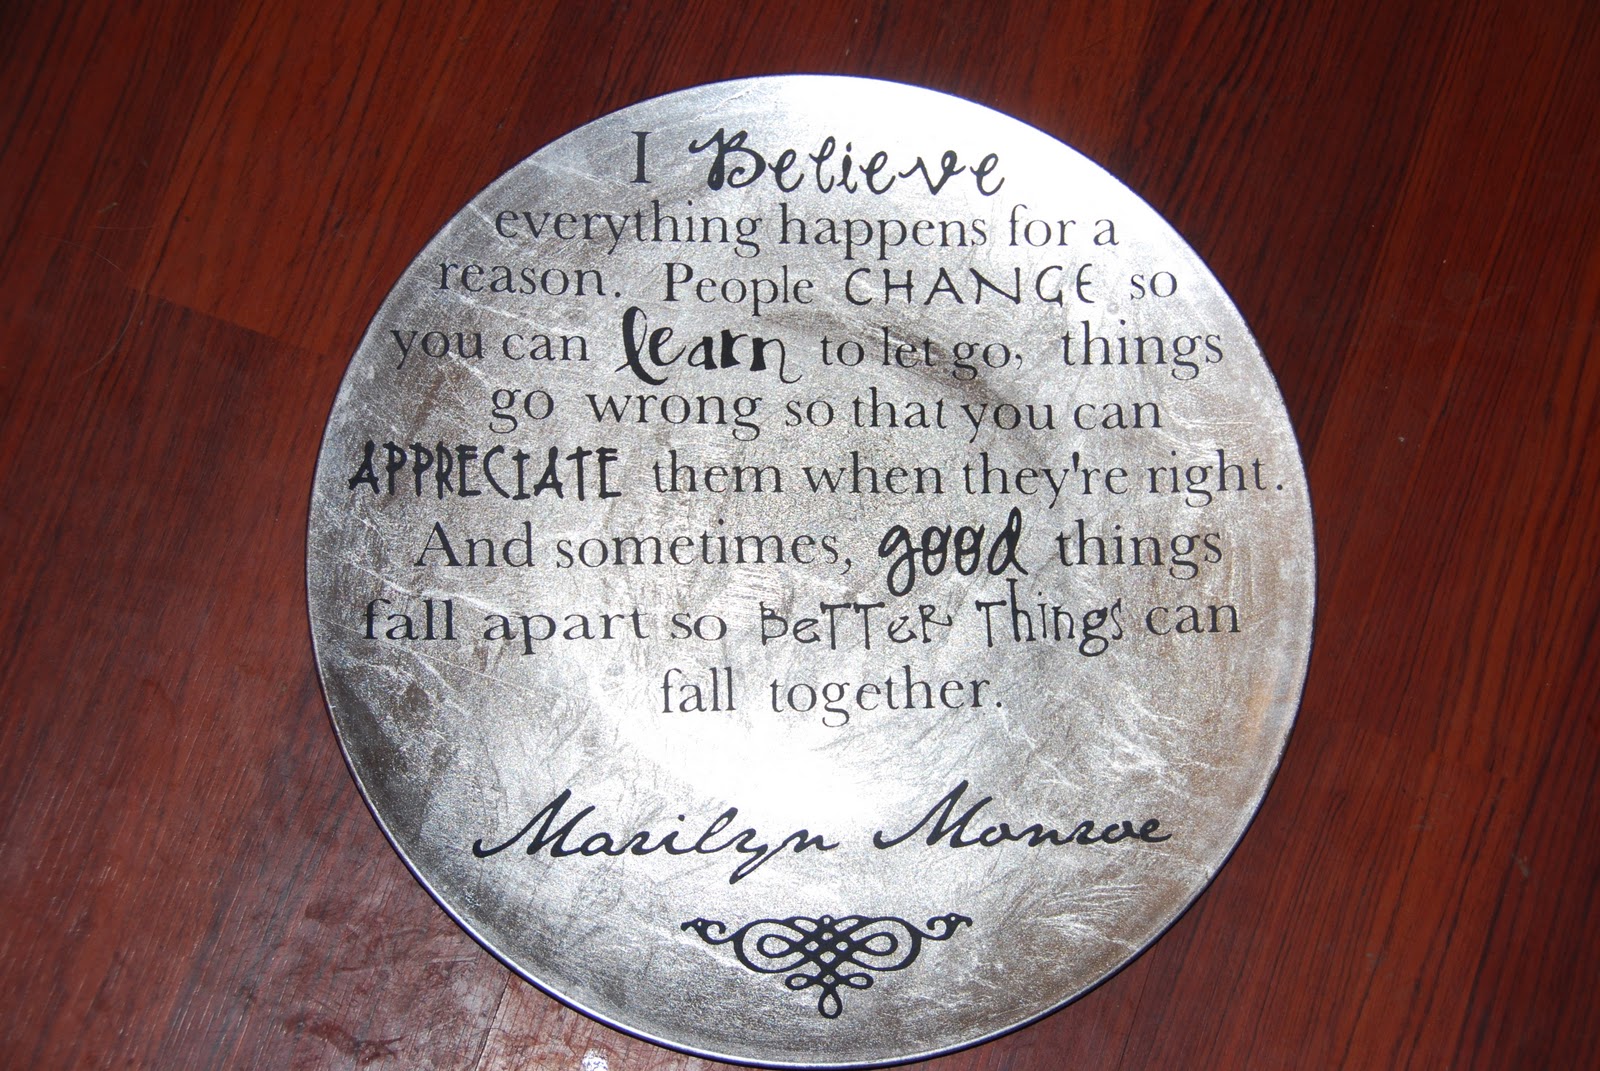 I Believe
everything happens for a
reason. People CHANGE so
you can learn to let go, things
go wrong so that you can
APPRECIATE them when they're right.
And sometimes, good things
fall apart so BeTTeR Things can
fall together.
Marilyn Monroe